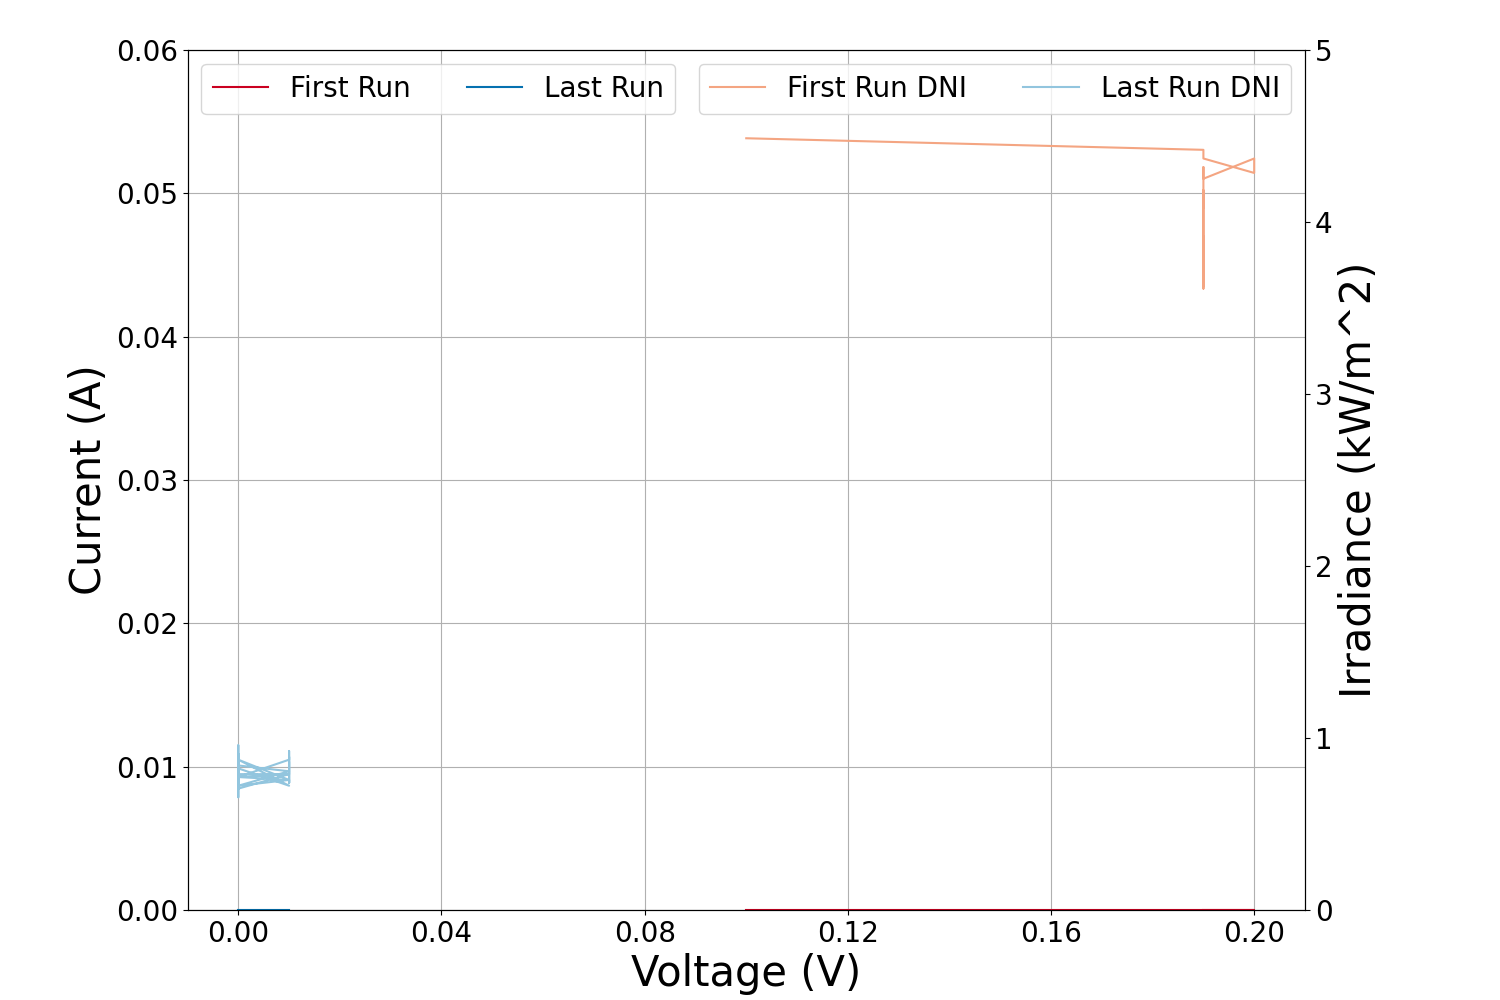 First Run
Last Run
First Run DNI
Last Run DNI
Current (A)
0.06
0.05
0.04
0.03
0.02
0.01
0.00
5
4
3
2
1
0
Irradiance (kW/m^2)
0.00 0.04 0.08 0.12 0.16 0.20
Voltage (V)